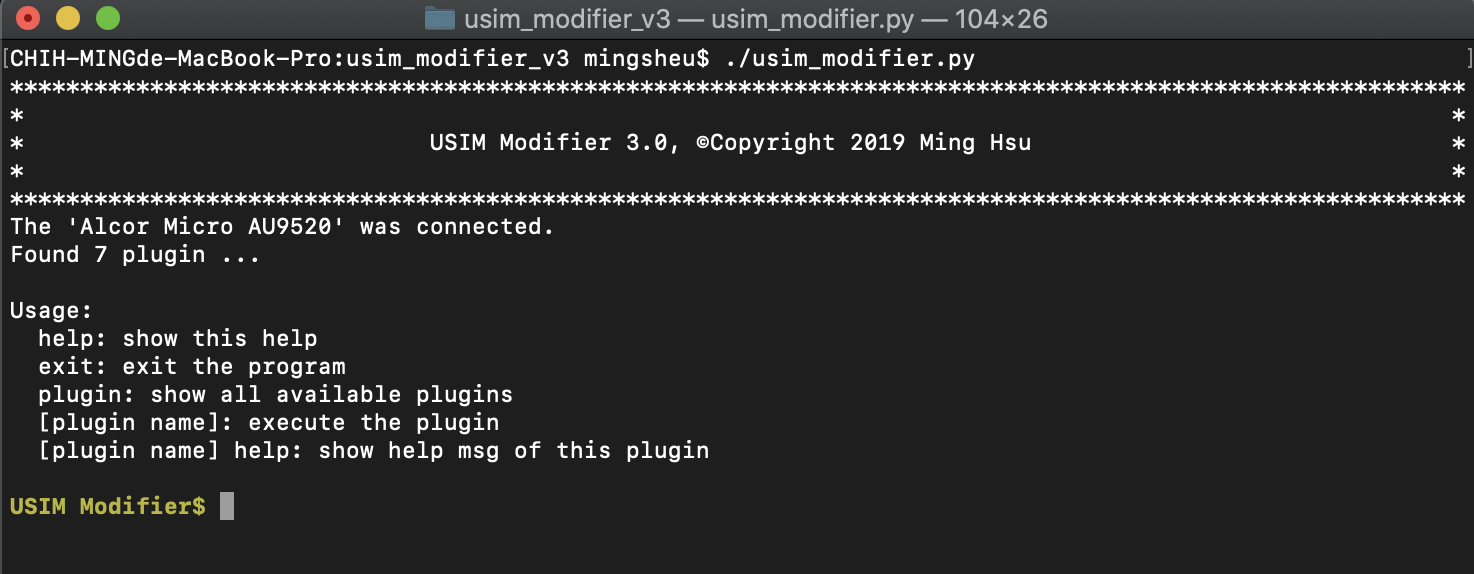 usim_modifier_v3 — usim_modifier.py — 104×26
[CHIH-MINGde-MacBook-Pro:usim_modifier_v3 mingsheu$ ./usim_modifier.py ]
********************************************************************************************************
* *
* USIM Modifier 3.0, ©Copyright 2019 Ming Hsu *
* *
********************************************************************************************************
The 'Alcor Micro AU9520' was connected.
Found 7 plugin ...
Usage:
help: show this help
exit: exit the program
plugin: show all available plugins
[plugin name]: execute the plugin
[plugin name] help: show help msg of this plugin
USIM Modifier$